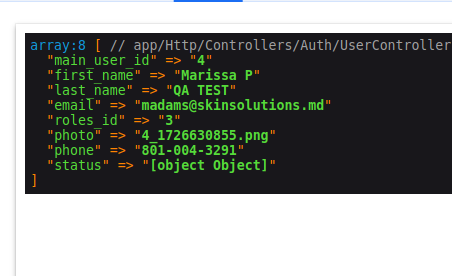 array:8 [ // app/Http/Controllers/Auth/UserController
"main_user_id" => "4"
"first_name" => "Marissa P"
"last_name" => "QA TEST"
"email" => "madams@skinsolutions.md"
"roles_id" => "3"
"photo" => "4_1726630855.png"
"phone" => "801-004-3291"
"status" => "[object Object]"
]